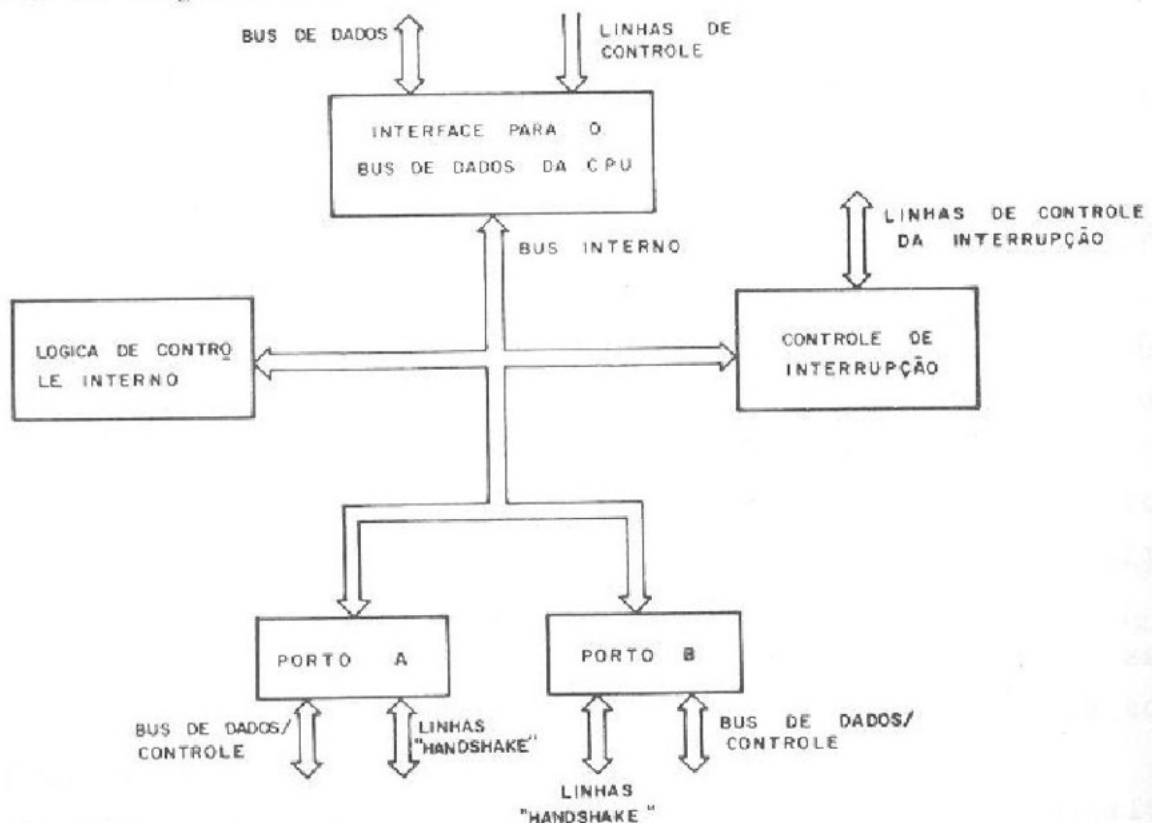 BUS DE DADOS
LINHAS DE
CONTROLE
INTERFACE PARA O
BUS DE DADOS DA CPU
BUS INTERNO
LINHAS DE CONTROLE
DA INTERRUPÇÃO
LOGICA DE CONTRO
LE INTERNO
CONTROLE DE
INTERRUPÇÃO
PORTO A
PORTO B
BUS DE DADOS/
CONTROLE
LINHAS
"HANDSHAKE"
LINHAS
"HANDSHAKE"
BUS DE DADOS/
CONTROLE